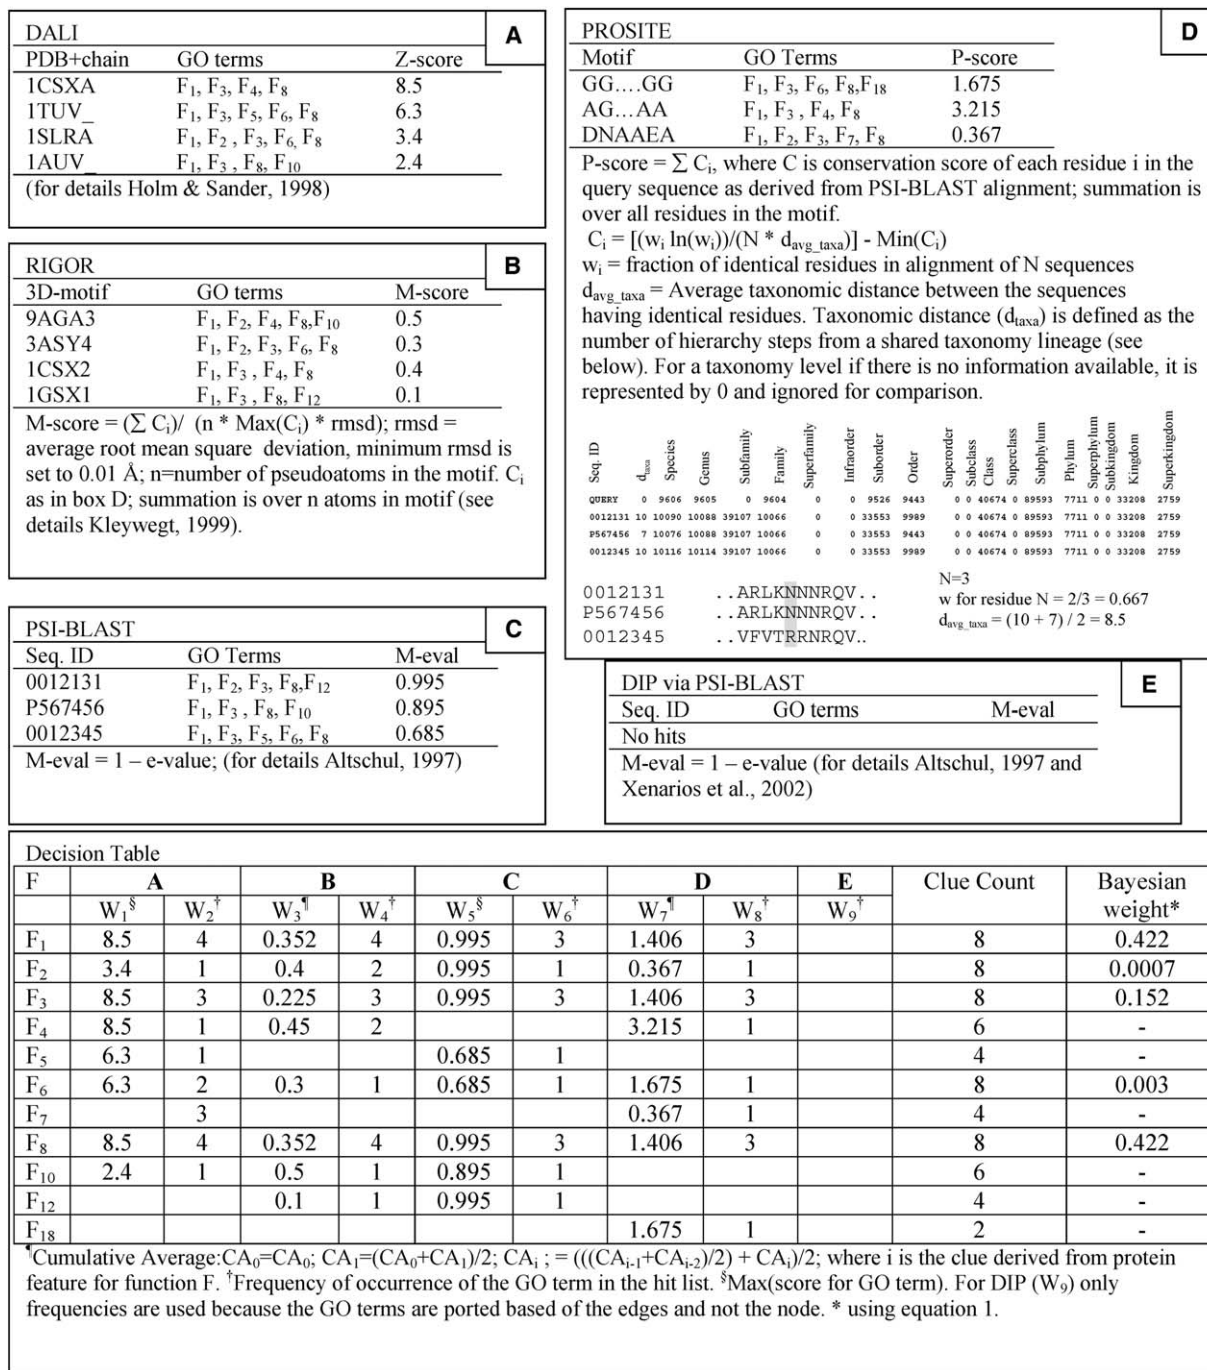 DALI
A
PDB+chain GO terms Z-score
1CSXA F1, F3, F4, F8 8.5
1TUV_ F1, F3, F5, F6, F8 6.3
1SLRA F1, F2 , F3, F6, F8 3.4
1AUV_ F1, F3 , F8, F10 2.4
(for details Holm & Sander, 1998)
RIGOR
B
3D-motif GO terms M-score
9AGA3 F1, F2, F4, F8,F10 0.5
3ASY4 F1, F2, F3, F6, F8 0.3
1CSX2 F1, F3 , F4, F8 0.4
1GSX1 F1, F3 , F8, F12 0.1
M-score = (∑ Ci)/ (n * Max(Ci) * rmsd); rmsd =
average root mean square deviation, minimum rmsd is
set to 0.01 Å; n=number of pseudoatoms in the motif. Ci
as in box D; summation is over n atoms in motif (see
details Kleywegt, 1999).
PSI-BLAST
C
Seq. ID GO Terms M-eval
0012131 F1, F2, F3, F8,F12 0.995
P567456 F1, F3 , F8, F10 0.895
0012345 F1, F3, F5, F6, F8 0.685
M-eval = 1 – e-value; (for details Altschul, 1997)
PROSITE
D
Motif GO Terms P-score
GG....GG F1, F3, F6, F8,F18 1.675
AG...AA F1, F3 , F4, F8 3.215
DNAAEA F1, F2, F3, F7, F8 0.367
P-score = ∑ Ci, where C is conservation score of each residue i in the
query sequence as derived from PSI-BLAST alignment; summation is
over all residues in the motif.
Ci = [(wi ln(wi))/(N * davg_taxa)] - Min(Ci)
wi = fraction of identical residues in alignment of N sequences
davg_taxa = Average taxonomic distance between the sequences
having identical residues. Taxonomic distance (dtaxa) is defined as the
number of hierarchy steps from a shared taxonomy lineage (see
below). For a taxonomy level if there is no information available, it is
represented by 0 and ignored for comparison.
Seq. ID dtaxa Species Genus Subfamily Family Superfamily Infraorder Suborder Order Superorder Subclass Class Superclass Subphylum Phylum Superphylum Subkingdom Kingdom Superkingdom
QUERY 0 9606 9605 0 9604 0 0 9526 9443 0 0 40674 0 89593 7711 0 0 33208 2759
0012131 10 10090 10088 39107 10066 0 0 33553 9989 0 0 40674 0 89593 7711 0 0 33208 2759
P567456 7 10076 10088 39107 10066 0 0 33553 9443 0 0 40674 0 89593 7711 0 0 33208 2759
0012345 10 10116 10114 39107 10066 0 0 33553 9989 0 0 40674 0 89593 7711 0 0 33208 2759
0012131 ..ARLKNNNRQV..
P567456 ..ARLKNNNRQV..
0012345 ..VFVTRRNRQV..
N=3
w for residue N = 2/3 = 0.667
davg_taxa = (10 + 7) / 2 = 8.5
DIP via PSI-BLAST
E
Seq. ID GO terms M-eval
No hits
M-eval = 1 – e-value (for details Altschul, 1997 and
Xenarios et al., 2002)
Decision Table
F A B C D E Clue Count Bayesian
weight*
W1§ W2† W3¶ W4† W5§ W6† W7¶ W8† W9†
F1 8.5 4 0.352 4 0.995 3 1.406 3 8 0.422
F2 3.4 1 0.4 2 0.995 1 0.367 1 8 0.0007
F3 8.5 3 0.225 3 0.995 3 1.406 3 8 0.152
F4 8.5 1 0.45 2 3.215 1 6 -
F5 6.3 1 0.685 1 4 -
F6 6.3 2 0.3 1 0.685 1 1.675 1 8 0.003
F7 3 0.367 1 4 -
F8 8.5 4 0.352 4 0.995 3 1.406 3 8 0.422
F10 2.4 1 0.5 1 0.895 1 6 -
F12 0.1 1 0.995 1 4 -
F18 1.675 1 2 -
¶Cumulative Average:CA0=CA0; CA1=(CA0+CA1)/2; CAi ; = (((CAi-1+CAi-2)/2) + CAi)/2; where i is the clue derived from protein
feature for function F. †Frequency of occurrence of the GO term in the hit list. §Max(score for GO term). For DIP (W9) only
frequencies are used because the GO terms are ported based of the edges and not the node. * using equation 1.